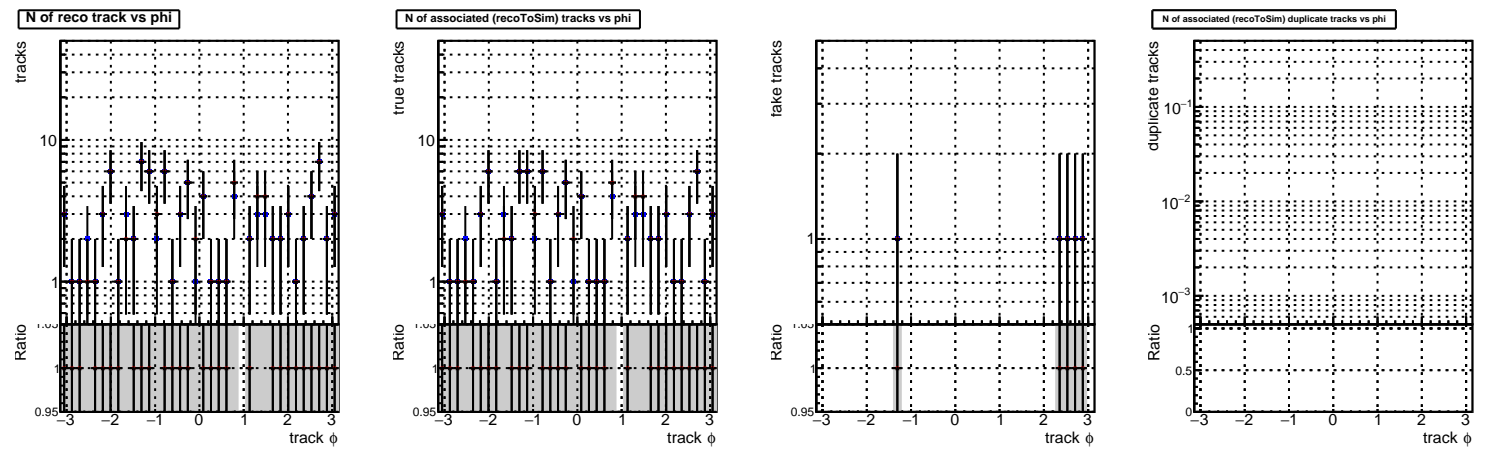 N of reco track vs phi
tracks
10
1
Ratio
1
0.95
−3 −2 −1 0 1 2 3
track ϕ
N of associated (recoToSim) tracks vs phi
true tracks
10
1
Ratio
1
0.95
−3 −2 −1 0 1 2 3
track ϕ
fake tracks
1
Ratio
1
0.95
−3 −2 −1 0 1 2 3
track ϕ
N of associated (recoToSim) duplicate tracks vs phi
duplicate tracks
10−1
10−2
10−3
Ratio
1
0.5
0
−3 −2 −1 0 1 2 3
track ϕ